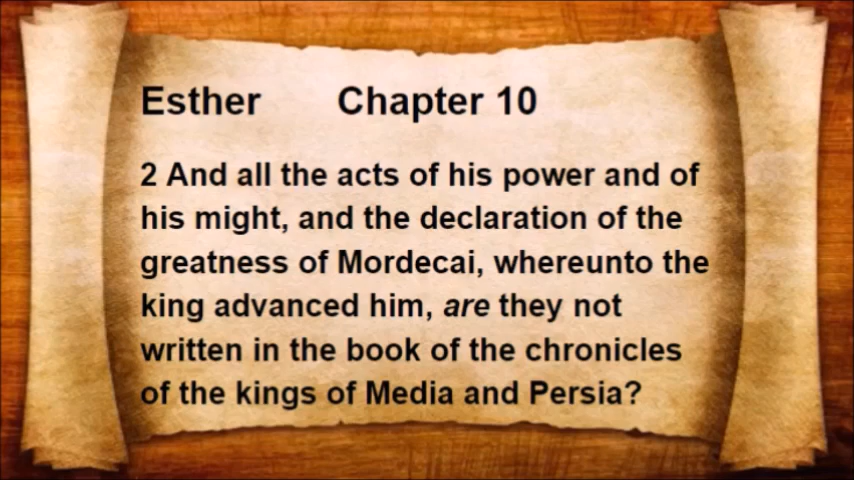 Esther Chapter 10
2 And all the acts of his power and of
his might, and the declaration of the
greatness of Mordecai, whereunto the
king advanced him, are they not
written in the book of the chronicles
of the kings of Media and Persia?